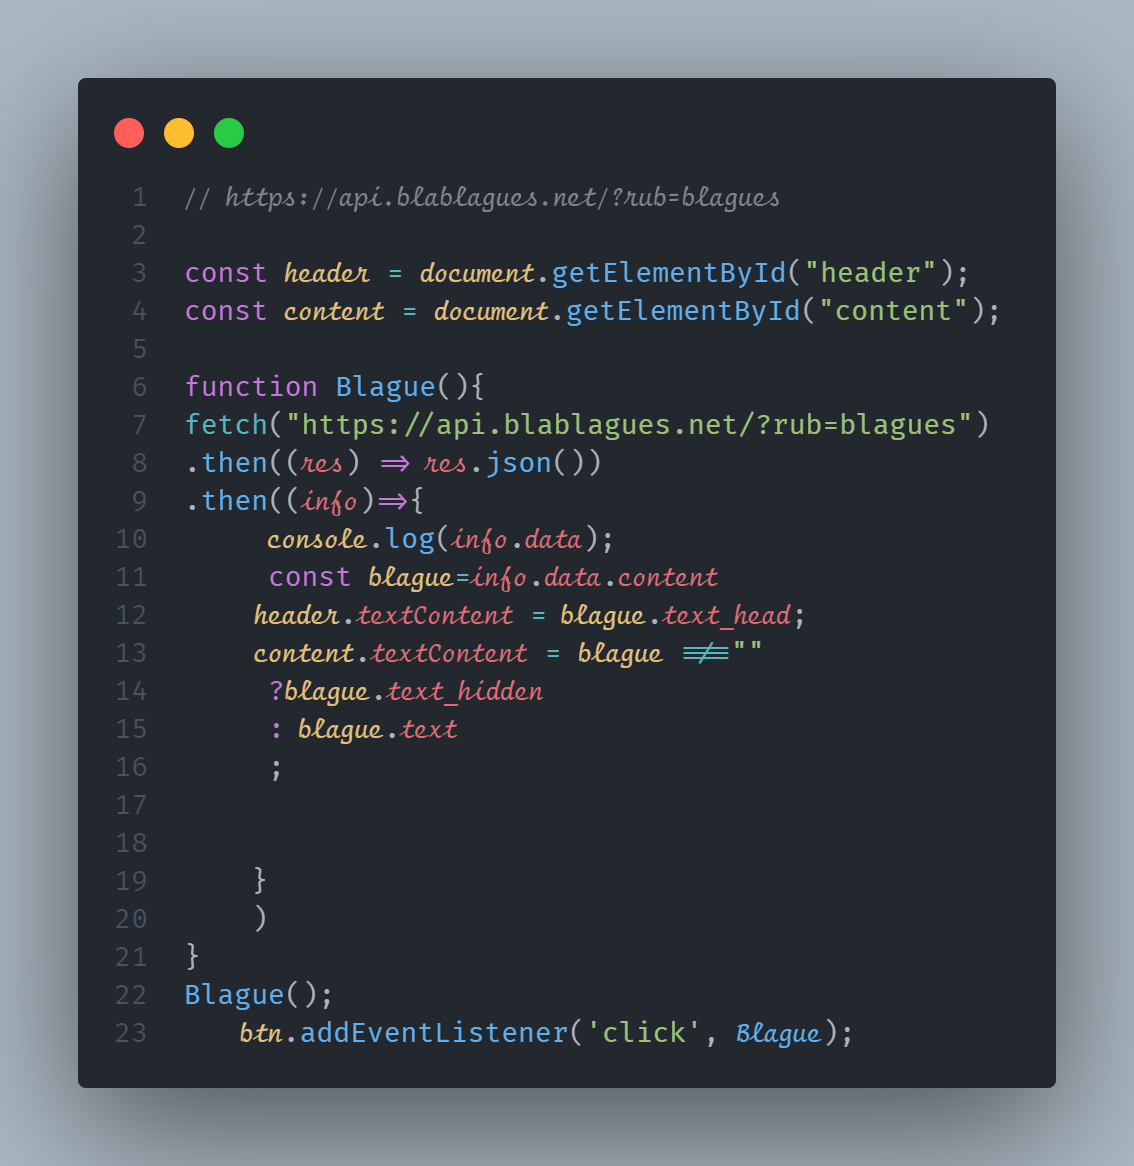 1 // https://api.blablagues.net/?rub=blagues
2
3 const header = document.getElementById("header");
4 const content = document.getElementById("content");
5
6 function Blague(){
7 fetch("https://api.blablagues.net/?rub=blagues")
8 .then((res) => res.json())
9 .then((info)=>{
10      console.log(info.data);
11      const blague=info.data.content
12     header.textContent = blague.text_head;
13     content.textContent = blague !==""
14      ?blague.text_hidden
15      : blague.text
16      ;
17
18
19     }
20     )
21 }
22 Blague();
23    btn.addEventListener('click', Blague);